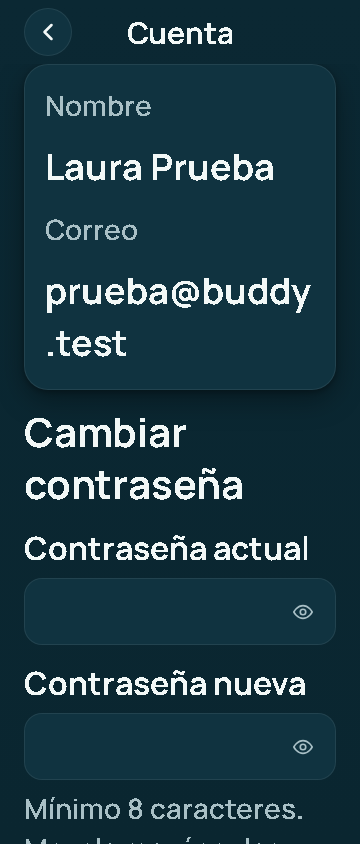 Cuenta
Nombre
Laura Prueba
Correo
prueba@buddy
.test
Cambiar
contraseña
Contraseña actual
Contraseña nueva
Mínimo 8 caracteres.